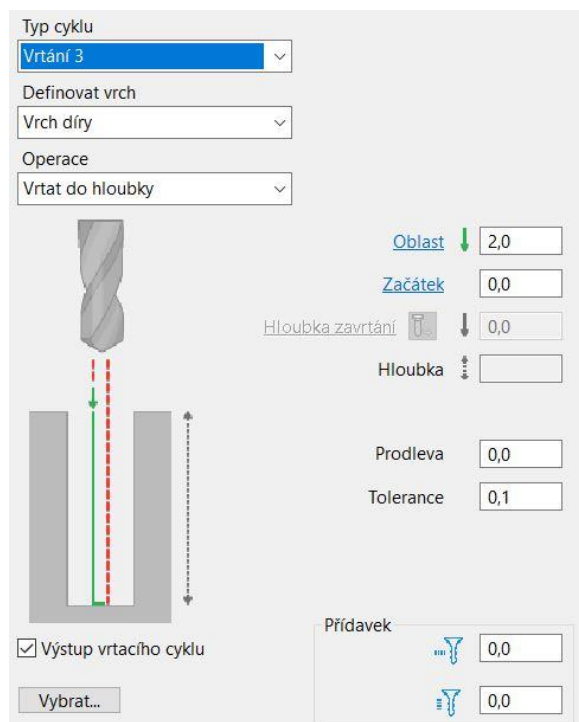 Typ cyklu
Vrtání 3
Definovat vrch
Vrch díry
Operace
Vrtat do hloubky
Oblast 2,0
Začátek 0,0
Hloubka zavrtání 0,0
Hloubka
Prodleva 0,0
Tolerance 0,1
Výstup vrtacího cyklu
Vybrat...
Přídavek
0,0
0,0